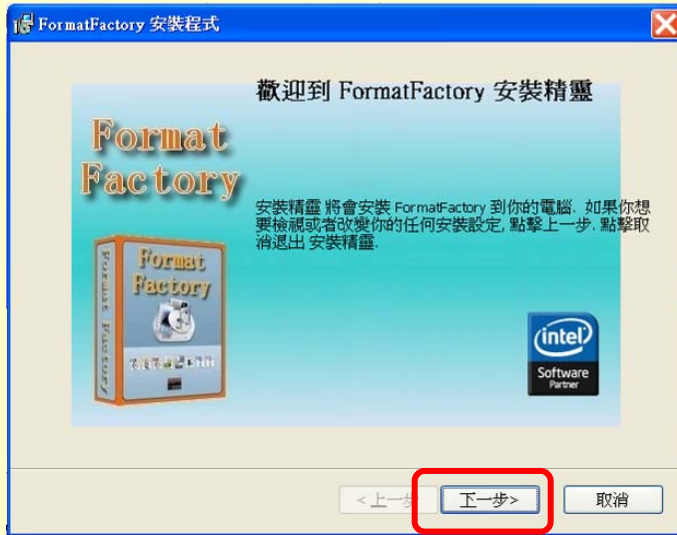 FormatFactory 安裝程式
歡迎到 FormatFactory 安裝精靈
Format
Factory
安裝精靈 將會安裝 FormatFactory 到你的電腦. 如果你想
要檢視或者改變你的任何安裝設定, 點擊上一步. 點擊取
消退出 安裝精靈.
Format
Factory
Format Factory
intel
Software
Partner
<上一步
下一步>
取消